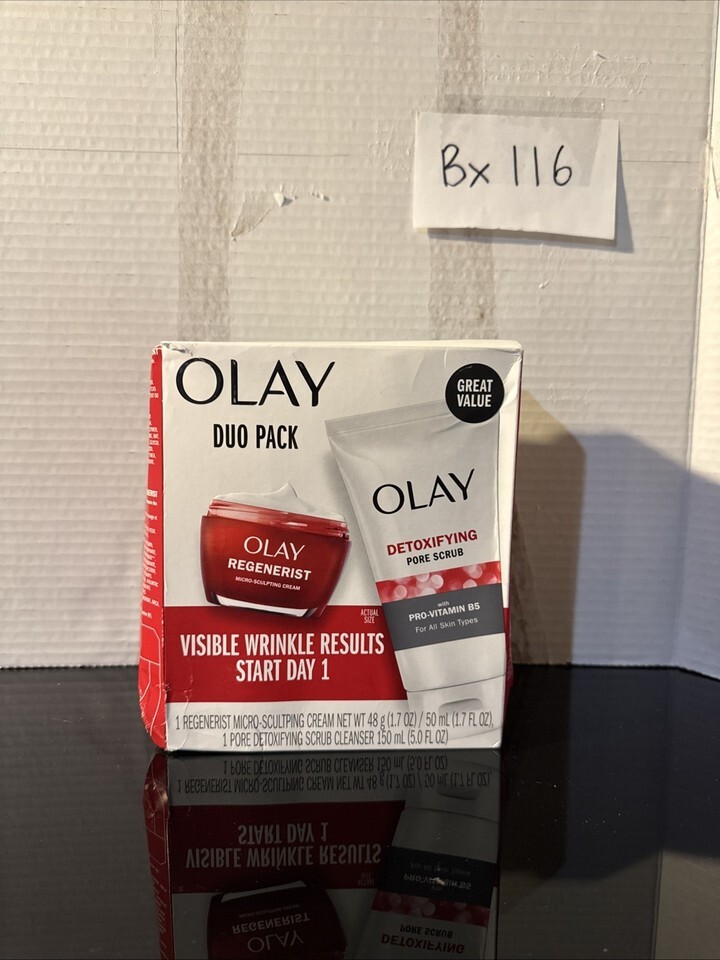 Bx 116
OLAY
DUO PACK
GREAT
VALUE
OLAY
DETOXIFYING
PORE SCRUB
with
PRO-VITAMIN B5
For All Skin Types
OLAY
REGENERIST
MICRO-SCULPTING CREAM
ACTUAL
SIZE
VISIBLE WRINKLE RESULTS
START DAY 1
1 REGENERIST MICRO-SCULTPING CREAM NET WT 48 g (1.7 OZ) / 50 mL (1.7 FL OZ),
1 PORE DETOXIFYING SCRUB CLEANSER 150 mL (5.0 FL OZ)